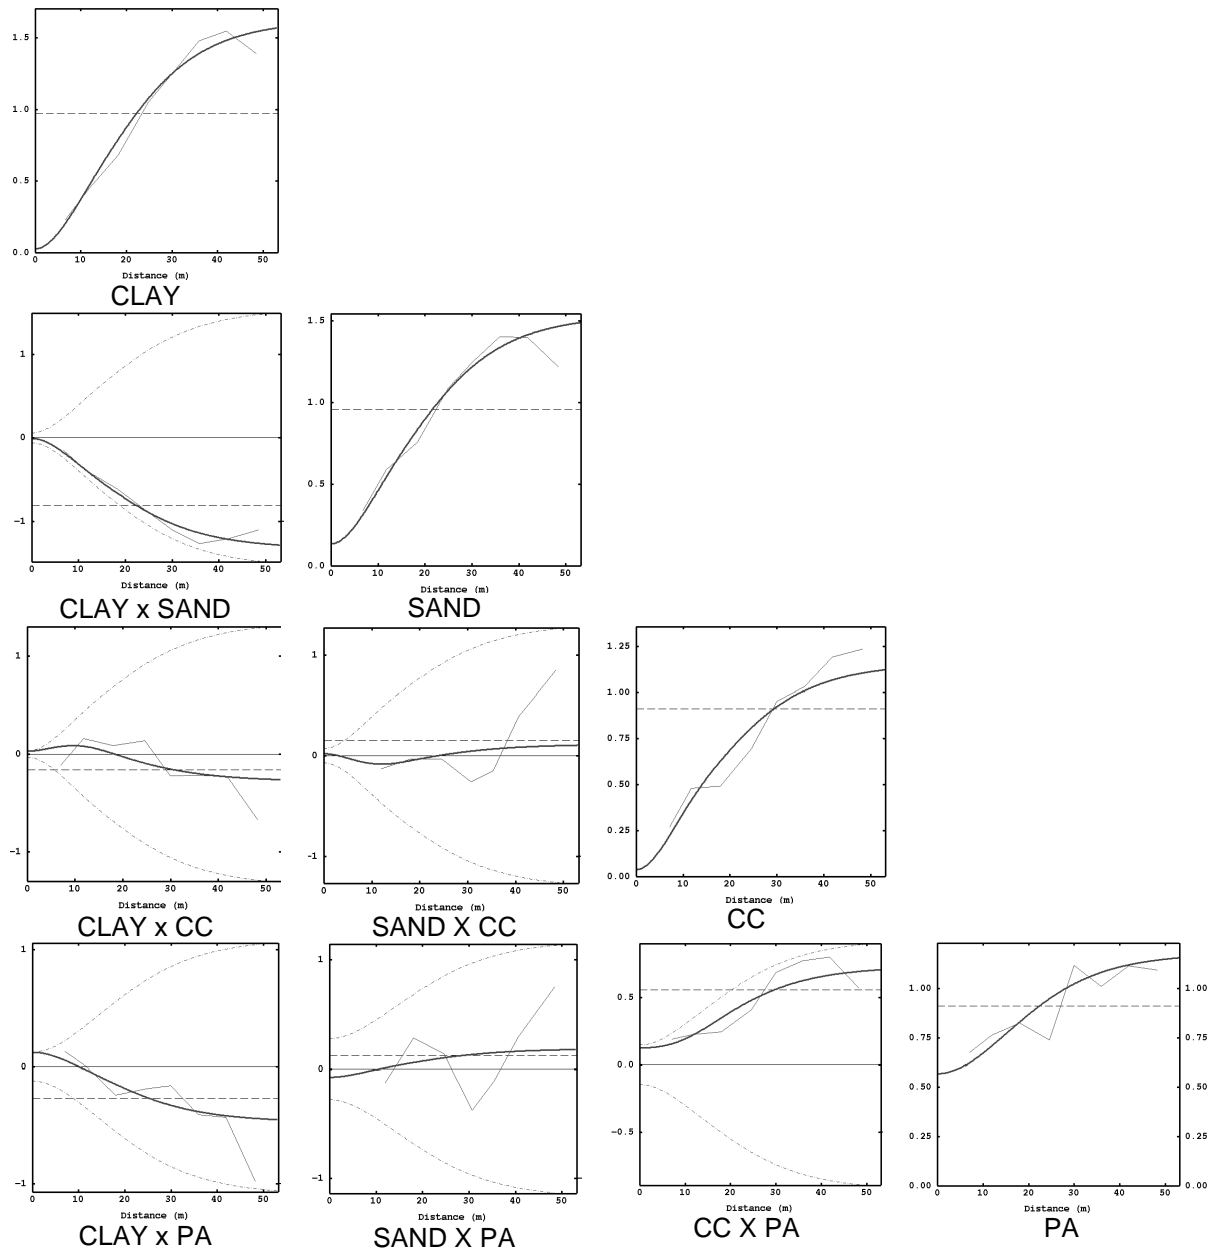 1.5
1.0
0.5
0.0
0 10 20 30 40 50
Distance (m)
CLAY
1
0
−1
0 10 20 30 40 50
Distance (m)
CLAY x SAND
1.5
1.0
0.5
0.0
0 10 20 30 40 50
Distance (m)
SAND
1
0
−1
0 10 20 30 40 50
Distance (m)
CLAY x CC
1
0
−1
0 10 20 30 40 50
Distance (m)
SAND X CC
1.25
1.00
0.75
0.50
0.25
0.00
0 10 20 30 40 50
Distance (m)
CC
1
0
−1
0 10 20 30 40 50
Distance (m)
CLAY x PA
1
0
−1
0 10 20 30 40 50
Distance (m)
SAND X PA
0.5
0.0
−0.5
0 10 20 30 40 50
Distance (m)
CC X PA
1.00
0.75
0.50
0.25
0.00
0 10 20 30 40 50
Distance (m)
PA
1.00
0.75
0.50
0.25
0.00